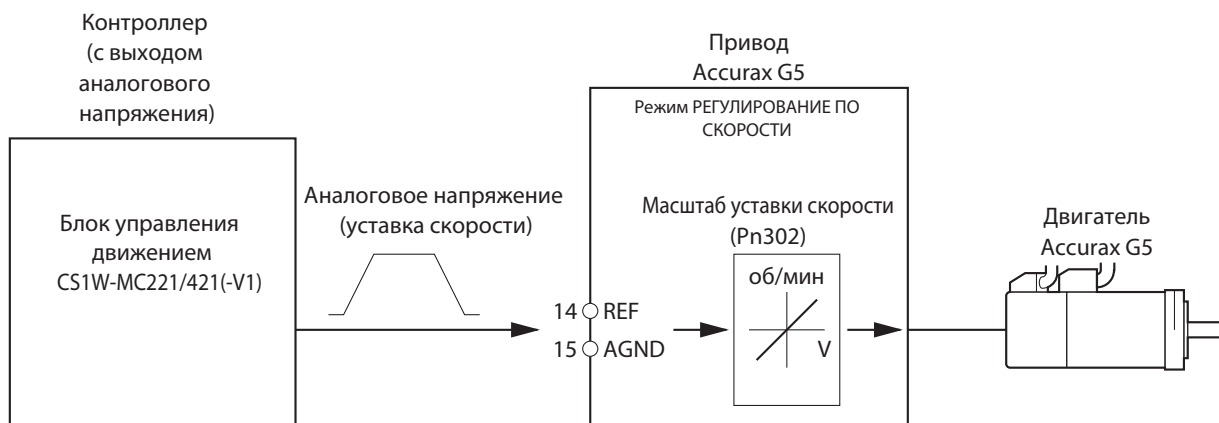 Контроллер
(с выходом
аналогового
напряжения)
Блок управления
движением
CS1W-MC221/421(-V1)
Аналоговое напряжение
(уставка скорости)
Привод
Accurax G5
Режим РЕГУЛИРОВАНИЕ ПО
СКОРОСТИ
Масштаб уставки скорости
(Pn302)
об/мин
V
14 REF
15 AGND
Двигатель
Accurax G5